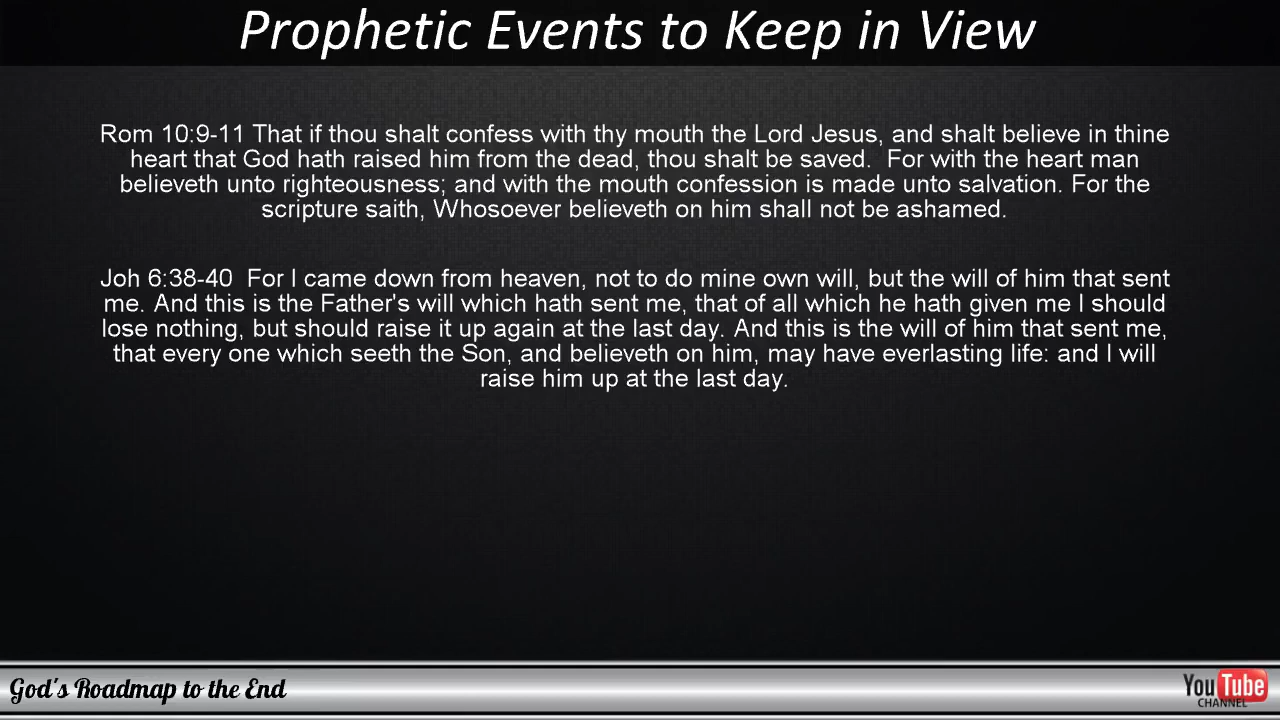 Prophetic Events to Keep in View
Rom 10:9-11 That if thou shalt confess with thy mouth the Lord Jesus, and shalt believe in thine
heart that God hath raised him from the dead, thou shalt be saved.  For with the heart man
believeth unto righteousness; and with the mouth confession is made unto salvation. For the
scripture saith, Whosoever believeth on him shall not be ashamed.
Joh 6:38-40  For I came down from heaven, not to do mine own will, but the will of him that sent
me. And this is the Father's will which hath sent me, that of all which he hath given me I should
lose nothing, but should raise it up again at the last day. And this is the will of him that sent me,
that every one which seeth the Son, and believeth on him, may have everlasting life: and I will
raise him up at the last day.
God's Roadmap to the End
YouTube
CHANNEL